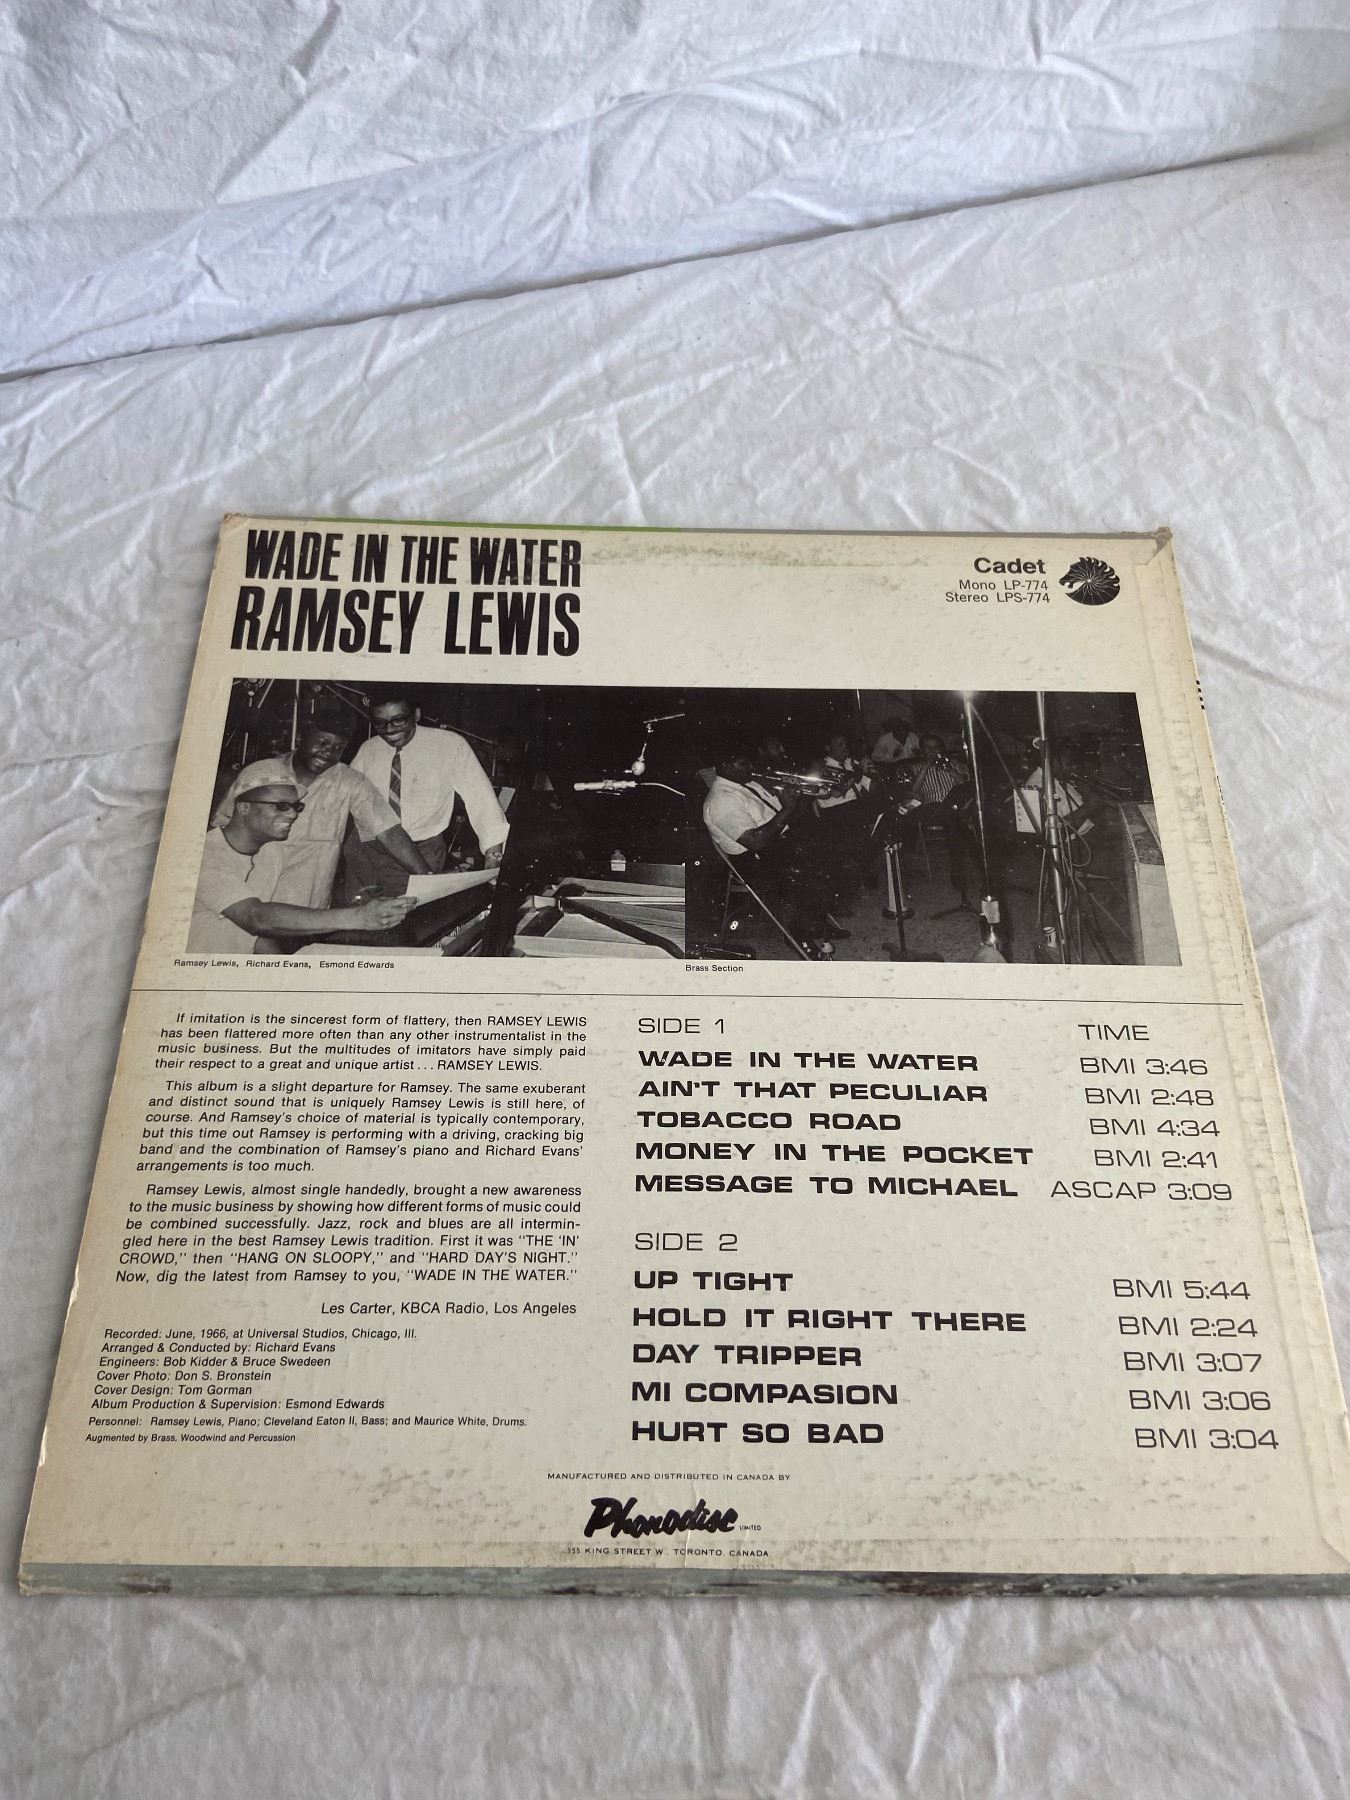 WADE IN THE WATER
RAMSEY LEWIS
Cadet
Mono LP-774
Stereo LPS-774
Ramsey Lewis, Richard Evans, Esmond Edwards
Brass Section
If imitation is the sincerest form of flattery, then RAMSEY LEWIS
has been flattered more often than any other instrumentalist in the
music business. But the multitudes of imitators have simply paid
their respect to a great and unique artist . . . RAMSEY LEWIS.
This album is a slight departure for Ramsey. The same exuberant
and distinct sound that is uniquely Ramsey Lewis is still here, of
course. And Ramsey's choice of material is typically contemporary,
but this time out Ramsey is performing with a driving, cracking big
band and the combination of Ramsey's piano and Richard Evans'
arrangements is too much.
Ramsey Lewis, almost single handedly, brought a new awareness
to the music business by showing how different forms of music could
be combined successfully. Jazz, rock and blues are all intermin-
gled here in the best Ramsey Lewis tradition. First it was "THE 'IN'
CROWD," then "HANG ON SLOOPY," and "HARD DAY'S NIGHT."
Now, dig the latest from Ramsey to you, "WADE IN THE WATER."
Les Carter, KBCA Radio, Los Angeles
Recorded: June, 1966, at Universal Studios, Chicago, Ill.
Arranged & Conducted by: Richard Evans
Engineers: Bob Kidder & Bruce Swedeen
Cover Photo: Don S. Bronstein
Cover Design: Tom Gorman
Album Production & Supervision: Esmond Edwards
Personnel: Ramsey Lewis, Piano; Cleveland Eaton II, Bass; and Maurice White, Drums.
Augmented by Brass, Woodwind and Percussion
SIDE 1 TIME
WADE IN THE WATER BMI 3:46
AIN'T THAT PECULIAR BMI 2:48
TOBACCO ROAD BMI 4:34
MONEY IN THE POCKET BMI 2:41
MESSAGE TO MICHAEL ASCAP 3:09
SIDE 2
UP TIGHT BMI 5:44
HOLD IT RIGHT THERE BMI 2:24
DAY TRIPPER BMI 3:07
MI COMPASION BMI 3:06
HURT SO BAD BMI 3:04
MANUFACTURED AND DISTRIBUTED IN CANADA BY
Phonodisc LIMITED
355 KING STREET W., TORONTO, CANADA